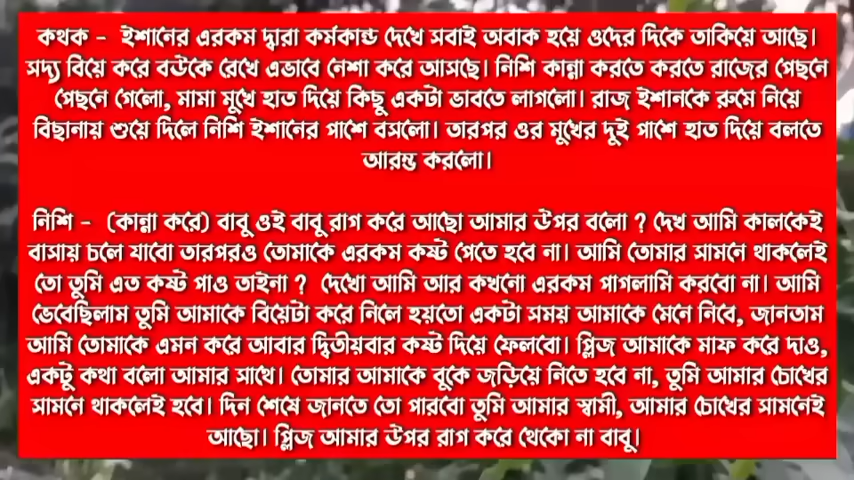 কথক - ইশানের এরকম দ্বারা কর্মকান্ড দেখে সবাই অবাক হয়ে ওদের দিকে তাকিয়ে আছে।
সদ্য বিয়ে করে বউকে রেখে এভাবে নেশা করে আসছে। নিশি কান্না করতে করতে রাজের পেছনে
পেছনে গেলো, মামা মুখে হাত দিয়ে কিছু একটা ভাবতে লাগলো। রাজ ইশানকে রুমে নিয়ে
বিছানায় শুয়ে দিলে নিশি ইশানের পাশে বসলো। তারপর ওর মুখের দুই পাশে হাত দিয়ে বলতে
আরম্ভ করলো।
নিশি - (কান্না করে) বাবু ওই বাবু রাগ করে আছো আমার উপর বলো ? দেখ আমি কালকেই
বাসায় চলে যাবো তারপরও তোমাকে এরকম কষ্ট পেতে হবে না। আমি তোমার সামনে থাকলেই
তো তুমি এত কষ্ট পাও তাইনা ? দেখো আমি আর কখনো এরকম পাগলামি করবো না। আমি
ভেবেছিলাম তুমি আমাকে বিয়েটা করে নিলে হয়তো একটা সময় আমাকে মেনে নিবে, জানতাম
আমি তোমাকে এমন করে আবার দ্বিতীয়বার কষ্ট দিয়ে ফেলবো। প্লিজ আমাকে মাফ করে দাও,
একটু কথা বলো আমার সাথে। তোমার আমাকে বুকে জড়িয়ে নিতে হবে না, তুমি আমার চোখের
সামনে থাকলেই হবে। দিন শেষে জানতে তো পারবো তুমি আমার স্বামী, আমার চোখের সামনেই
আছো। প্লিজ আমার উপর রাগ করে থেকো না বাবু।